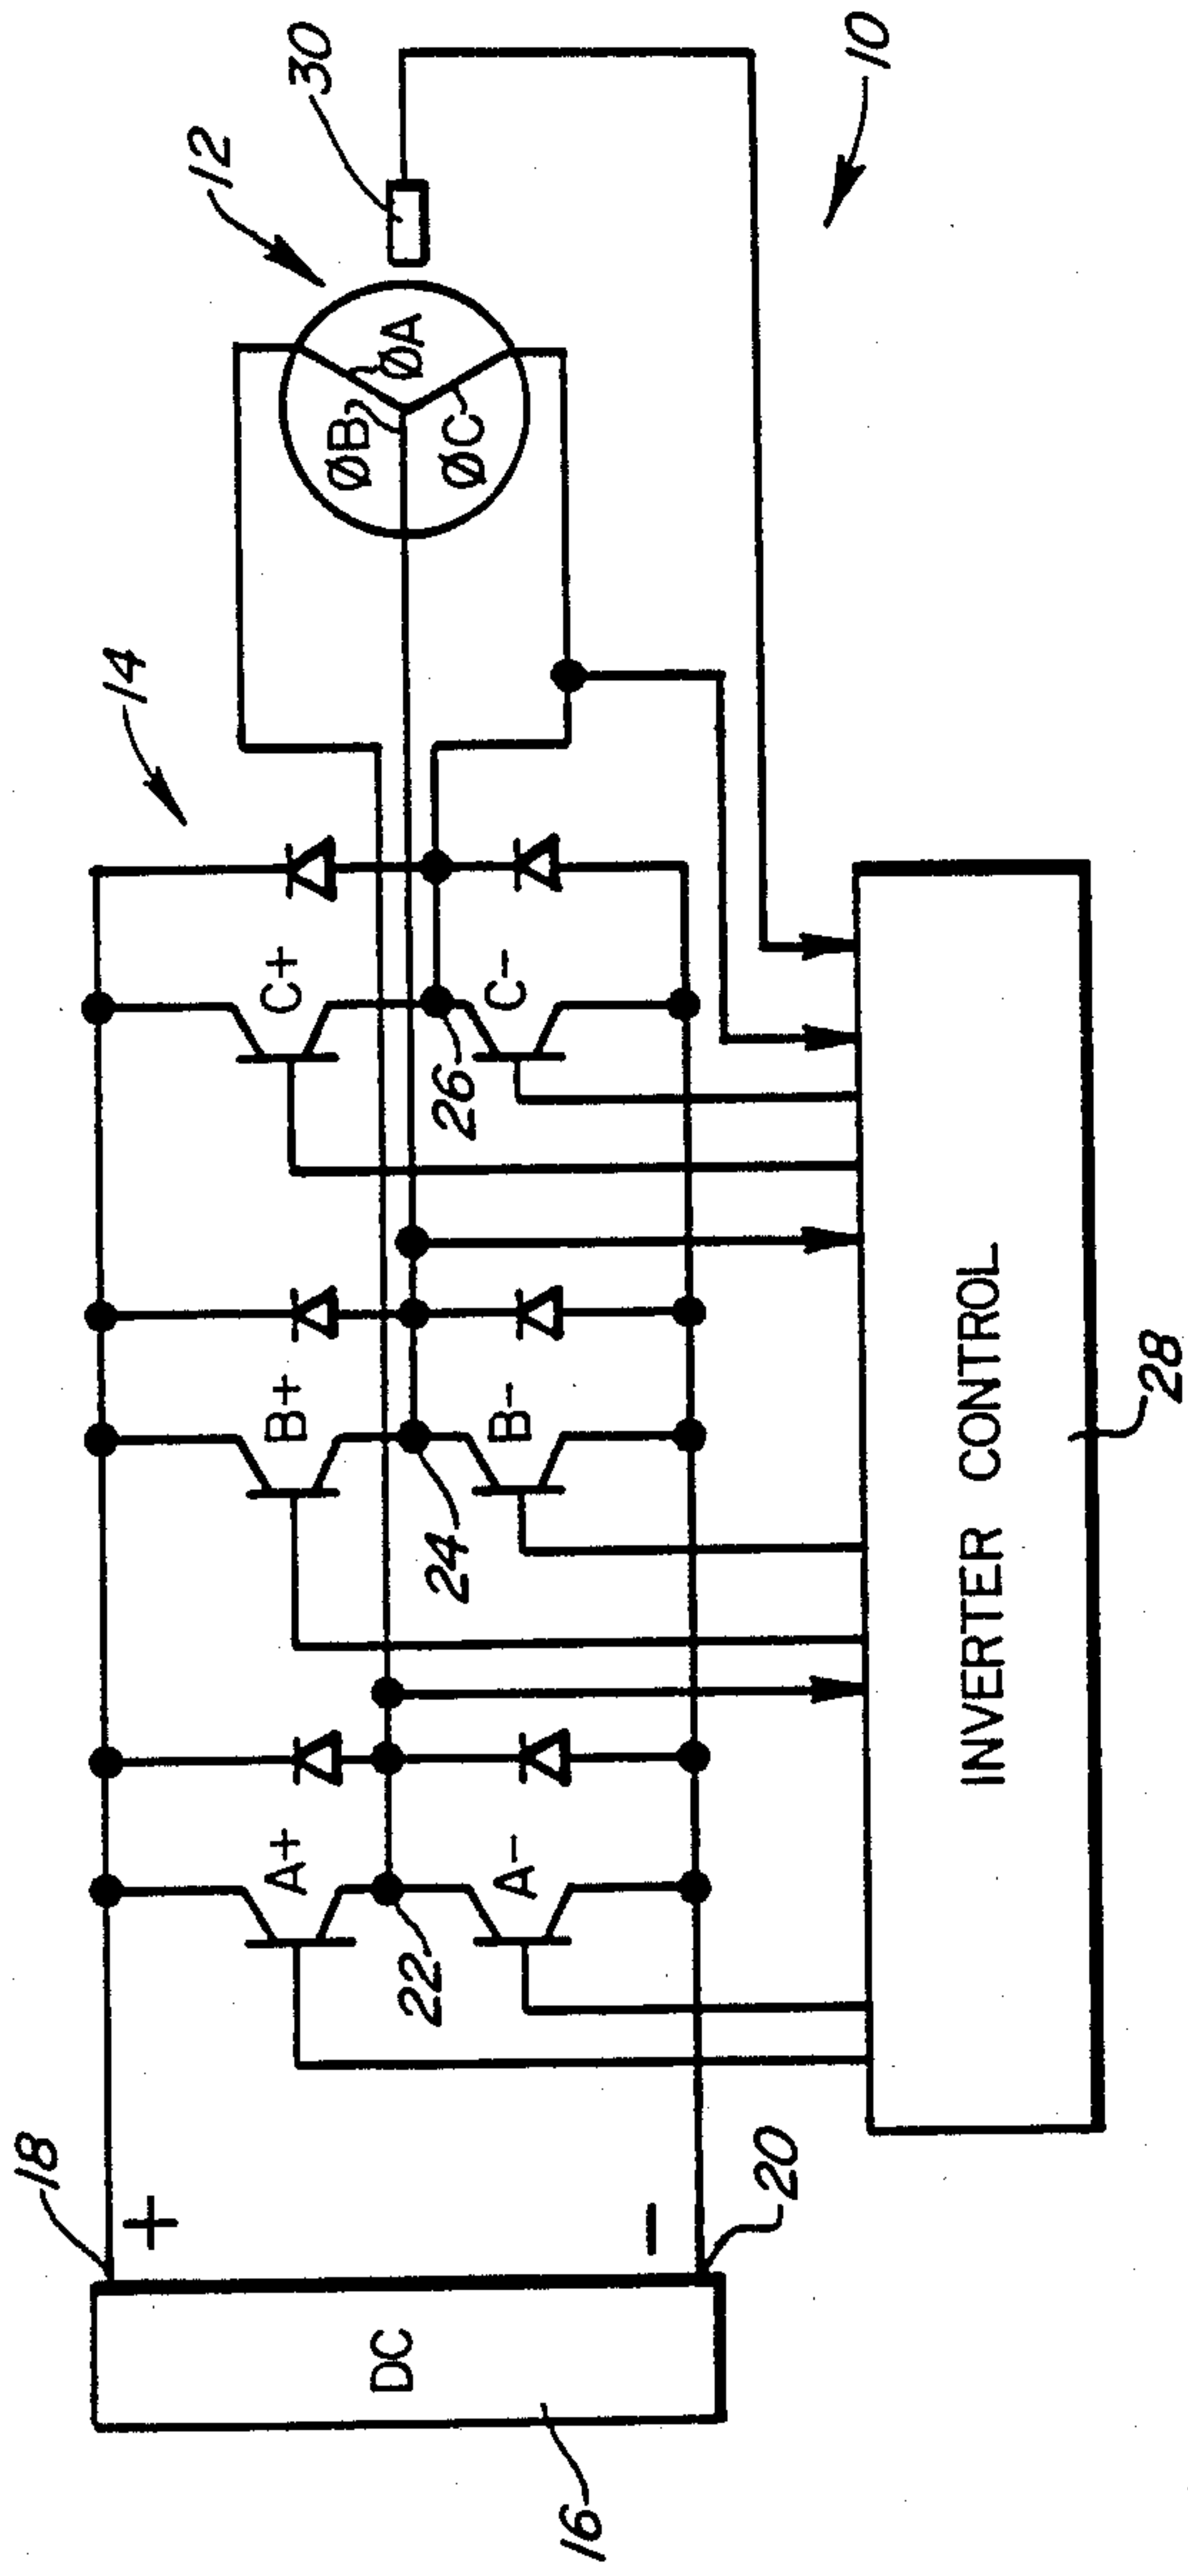 14
12
30
18
+
A+
B+
C+
ØA
ØB
ØC
DC
22
24
26
A-
B-
C-
-
20
16
10
INVERTER CONTROL
28